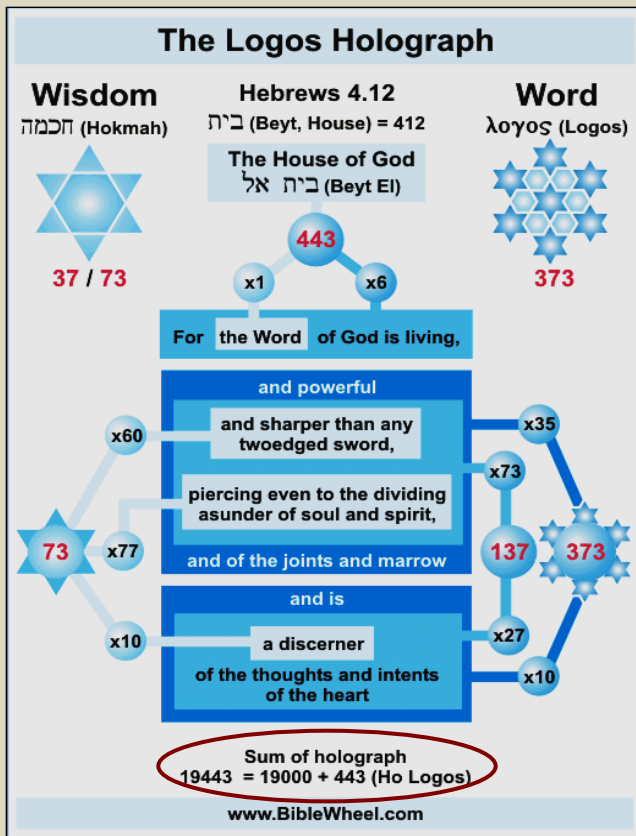 The Logos Holograph
Wisdom
חכמה (Hokmah)
37 / 73
Hebrews 4.12
בית (Beyt, House) = 412
The House of God
בית אל (Beyt El)
Word
λογος (Logos)
373
443
x1
x6
For the Word of God is living,
and powerful
x60
and sharper than any
twoedged sword,
x35
x73
piercing even to the dividing
asunder of soul and spirit,
73
x77
137
373
and of the joints and marrow
and is
x10
a discerner
x27
of the thoughts and intents
of the heart
x10
Sum of holograph
19443 = 19000 + 443 (Ho Logos)
www.BibleWheel.com